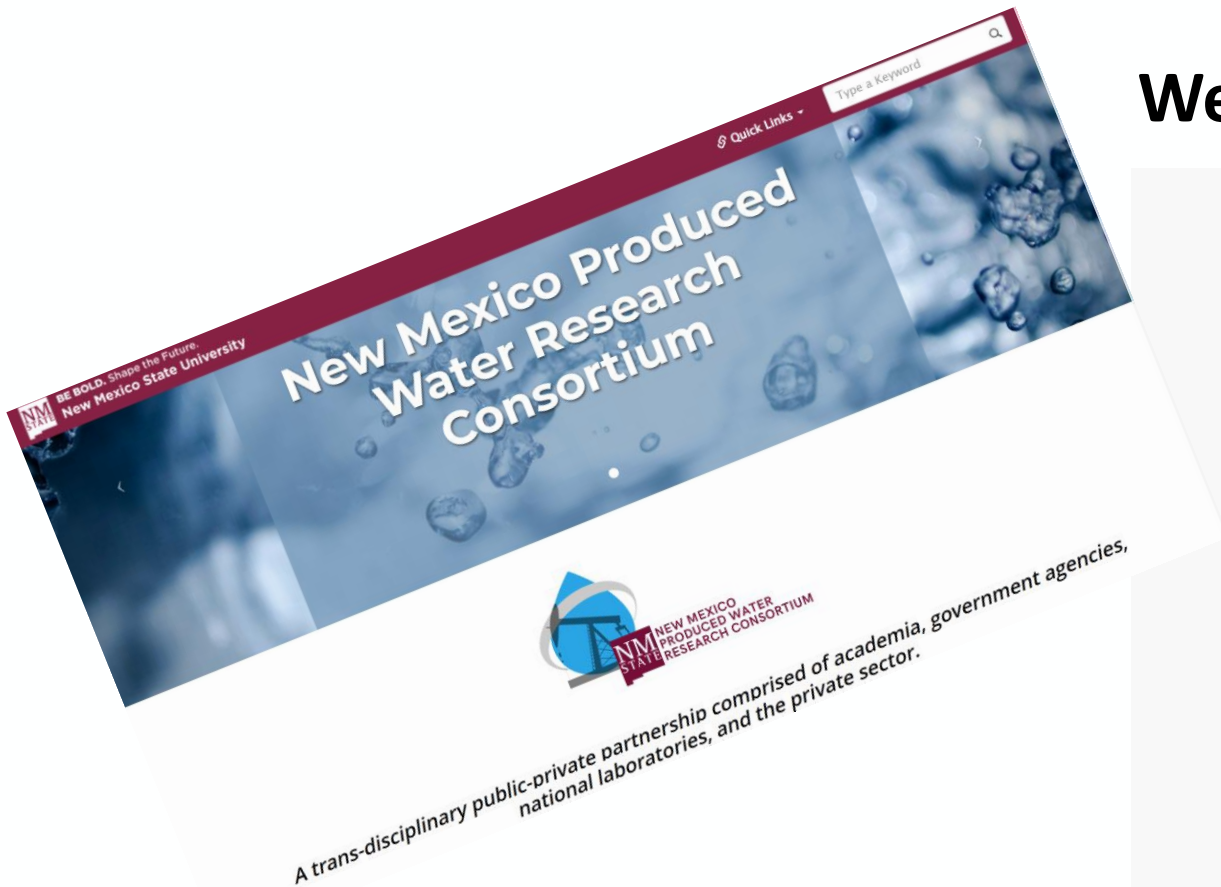 We
Type a Keyword
Quick Links
BE BOLD. Shape the Future.
New Mexico State University
NM
STATE
New Mexico Produced
Water Research
Consortium
NM
STATE
NEW MEXICO
PRODUCED WATER
RESEARCH CONSORTIUM
A trans-disciplinary public-private partnership comprised of academia, government agencies,
national laboratories, and the private sector.